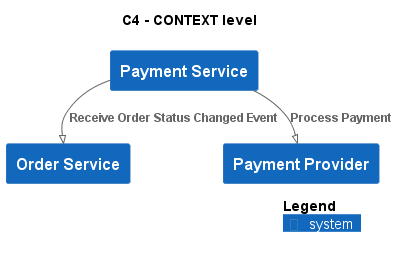 C4 - CONTEXT level
Payment Service
Receive Order Status Changed Event
Process Payment
Order Service
Payment Provider
Legend
system